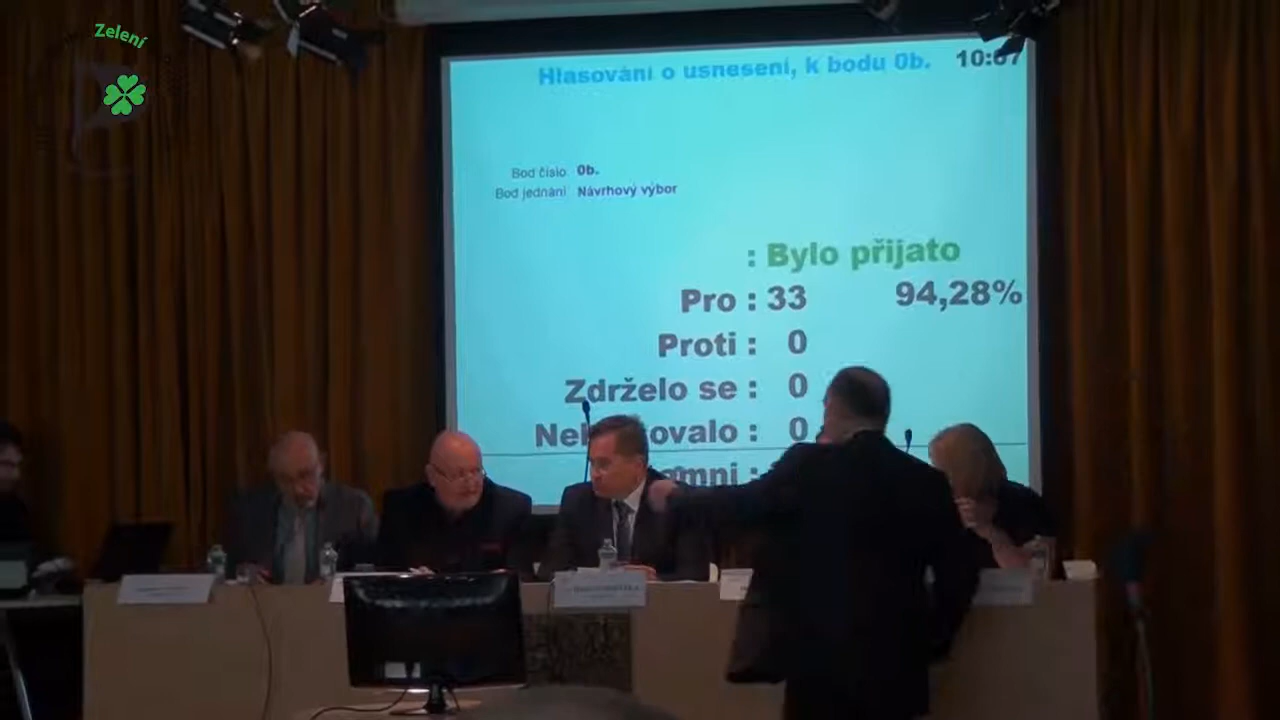 Zelení
Hlasování o usnesení, k bodu 0b. 10:07
Bod číslo 0b.
Bod jednání Návrhový výbor
: Bylo přijato
Pro : 33 94,28%
Proti : 0
Zdrželo se : 0
: 0